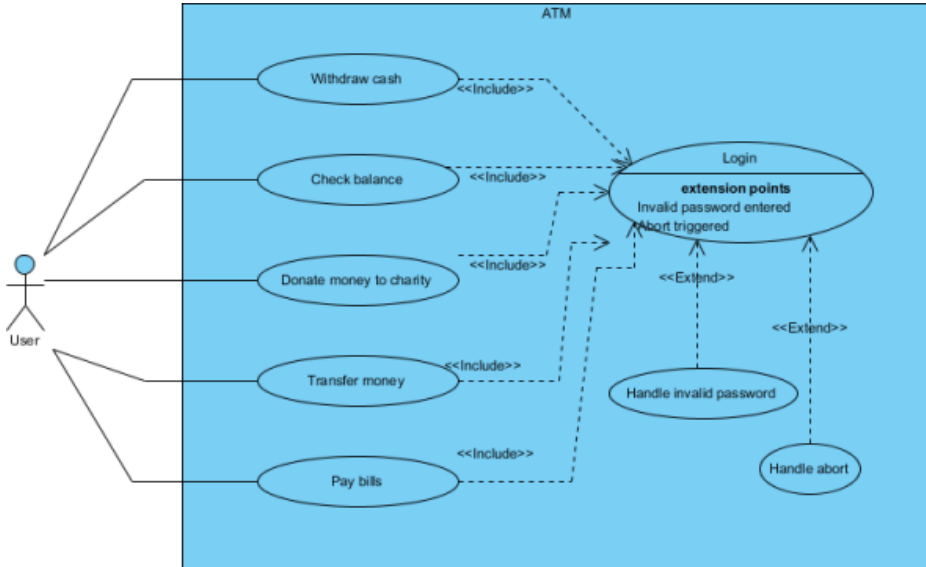 ATM
Withdraw cash
<<Include>>
Login
Check balance
<<Include>>
extension points
Invalid password entered
Abort triggered
Donate money to charity
<<Include>>
<<Extend>>
User
<<Extend>>
Transfer money
<<Include>>
Handle invalid password
Pay bills
<<Include>>
Handle abort